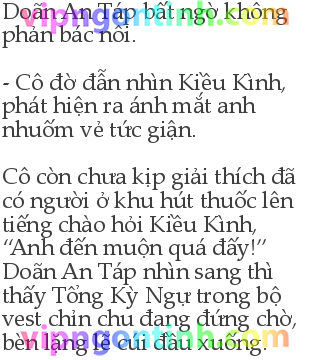 Doãn An Táp bất ngờ không
phản bác nổi.
- Cô đờ đẫn nhìn Kiều Kình,
phát hiện ra ánh mắt anh
nhuốm vẻ tức giận.
Cô còn chưa kịp giải thích đã
có người ở khu hút thuốc lên
tiếng chào hỏi Kiều Kình,
“Anh đến muộn quá đấy!”
Doãn An Táp nhìn sang thì
thấy Tổng Kỳ Ngự trong bộ
vest chỉn chu đang đứng chờ,
bèn lặng lẽ cúi đầu xuống.
vipngontinh.com
vipngontinh.com